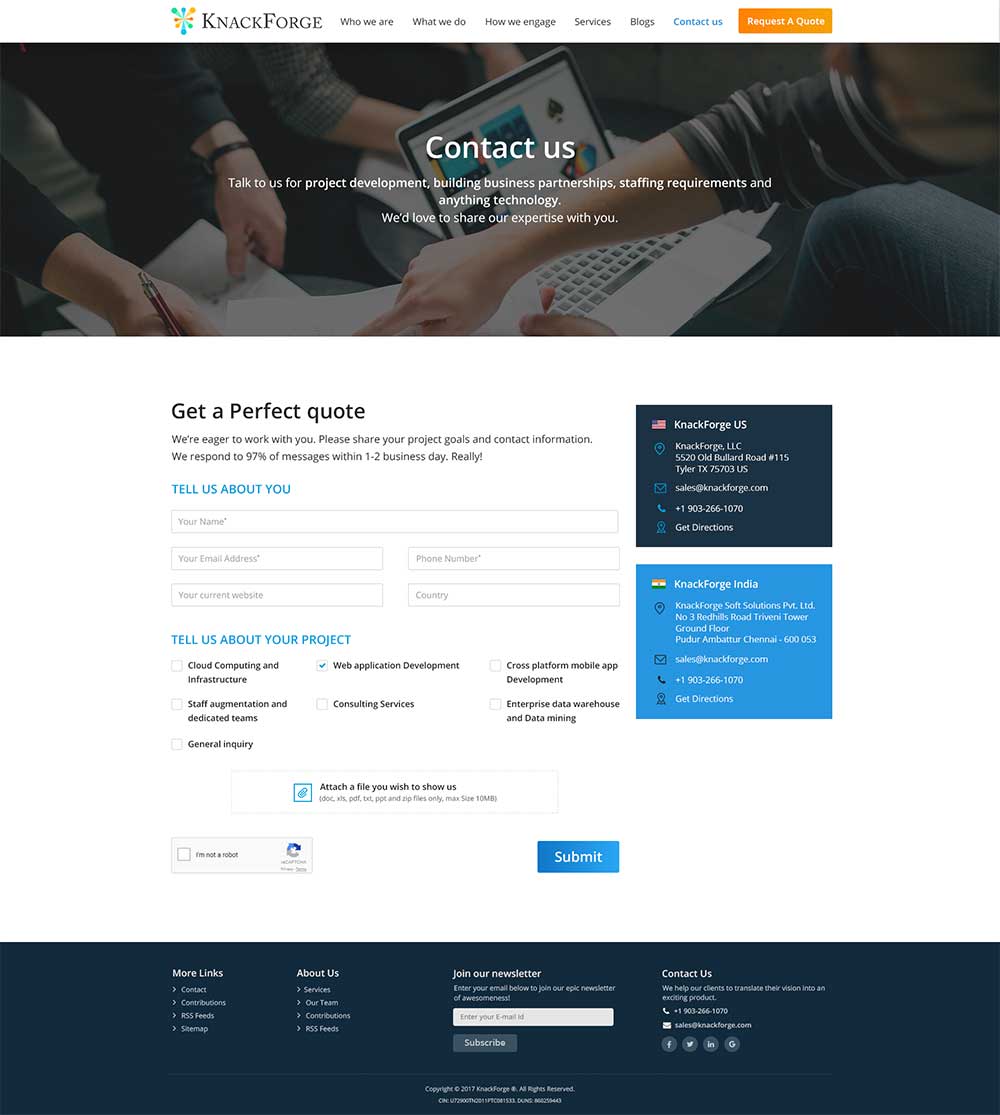 KNACKFORGE
Who we are
What we do
How we engage
Services
Blogs
Contact us
Request A Quote
Contact us
Talk to us for project development, building business partnerships, staffing requirements and
anything technology.
We'd love to share our expertise with you.
Get a Perfect quote
We're eager to work with you. Please share your project goals and contact information.
We respond to 97% of messages within 1-2 business day. Really!
TELL US ABOUT YOU
Your Name*
Your Email Address*
Phone Number*
Your current website
Country
TELL US ABOUT YOUR PROJECT
Cloud Computing and
Infrastructure
Web application Development
Cross platform mobile app
Development
Staff augmentation and
dedicated teams
Consulting Services
Enterprise data warehouse
and Data mining
General inquiry
Attach a file you wish to show us
(doc, xls, pdf, txt, ppt and zip files only, max Size 10MB)
I'm not a robot
reCAPTCHA
Privacy - Terms
Submit
KnackForge US
KnackForge, LLC
5520 Old Bullard Road #115
Tyler TX 75703 US
sales@knackforge.com
+1 903-266-1070
Get Directions
KnackForge India
KnackForge Soft Solutions Pvt. Ltd.
No 3 Redhills Road Triveni Tower
Ground Floor
Pudur Ambattur Chennai - 600 053
sales@knackforge.com
+1 903-266-1070
Get Directions
More Links
Contact
Contributions
RSS Feeds
Sitemap
About Us
Services
Our Team
Contributions
RSS Feeds
Join our newsletter
Enter your email below to join our epic newsletter
of awesomeness!
Enter your E-mail Id
Subscribe
Contact Us
We help our clients to translate their vision into an
exciting product.
+1 903-266-1070
sales@knackforge.com
Copyright © 2017 KnackForge ®. All Rights Reserved.
CIN: U72900TN2011PTC081533. DUNS: 860259443